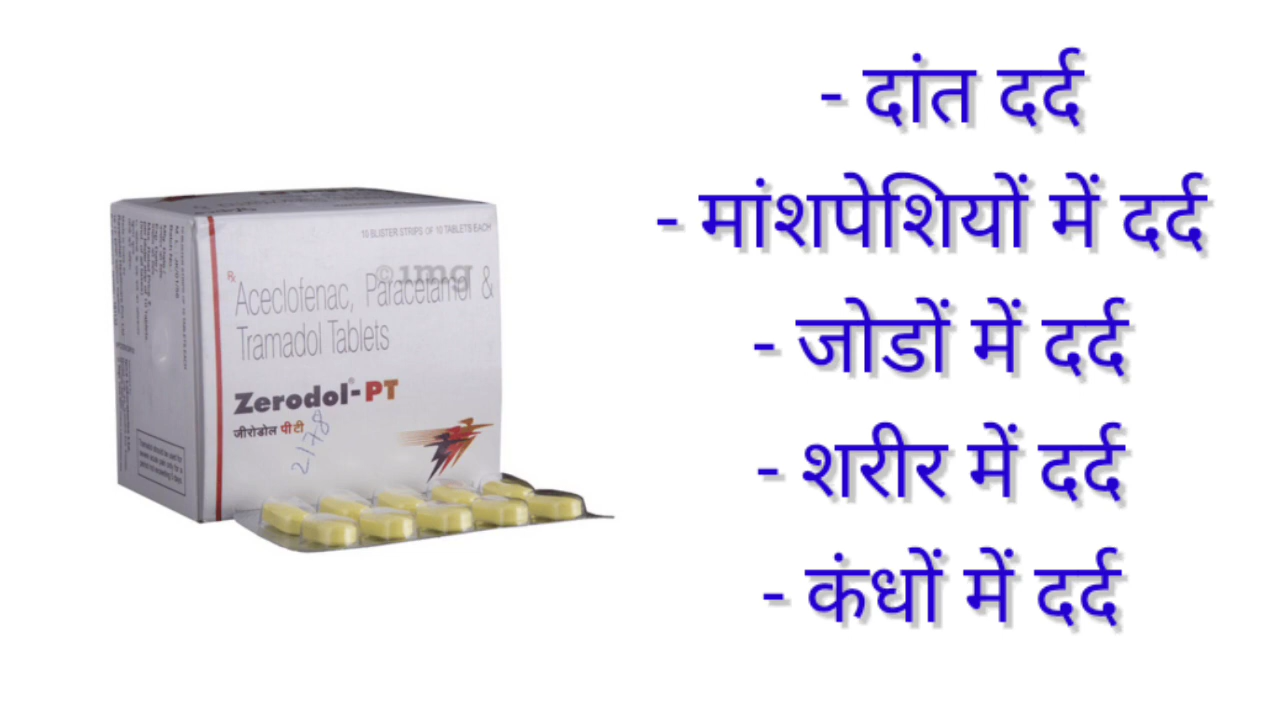 10 BLISTER STRIPS OF 10 TABLETS EACH
Rx
Aceclofenac, Paracetamol &
Tramadol Tablets
©1mg
Zerodol®-PT
जीरोडोल पी टी
2178
- दांत दर्द
- मांशपेशियों में दर्द
- जोडों में दर्द
- शरीर में दर्द
- कंधों में दर्द